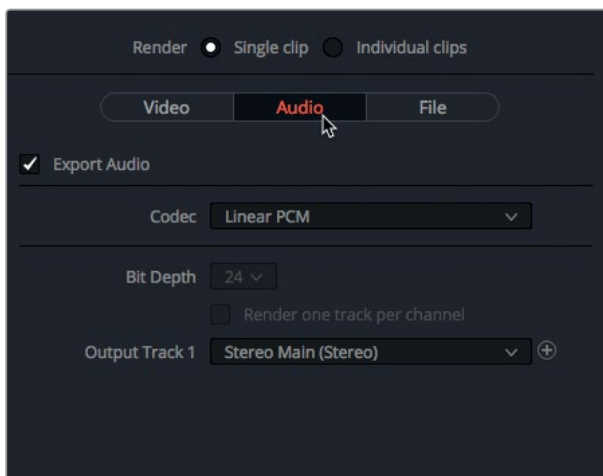 Render Single clip Individual clips
Video Audio File
Export Audio
Codec Linear PCM
Bit Depth 24
Render one track per channel
Output Track 1 Stereo Main (Stereo)